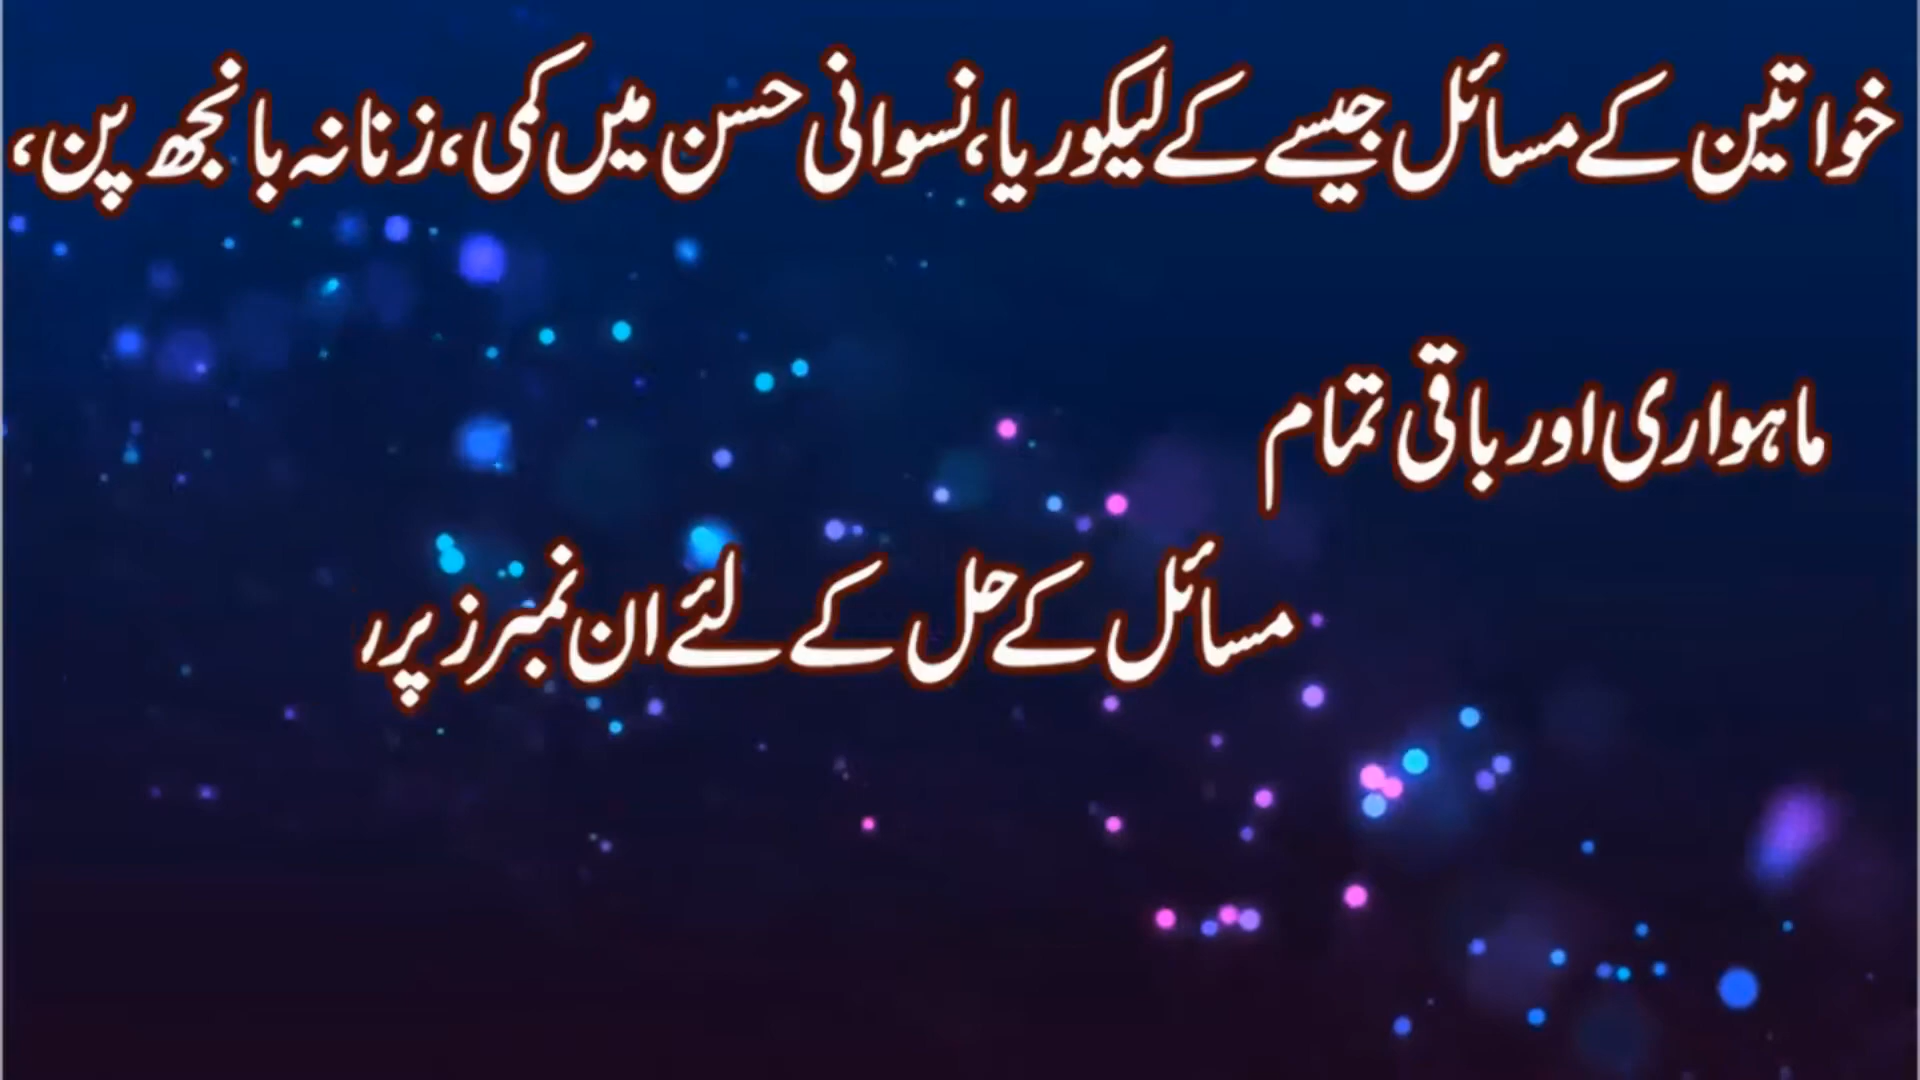 خواتین کے مسائل جیسے کے لیکوریا، نسوانی حسن میں کمی، زنانہ بانجھ پن،
ماہواری اور باقی تمام
مسائل کے حل کے لئے ان نمبرز پر ر